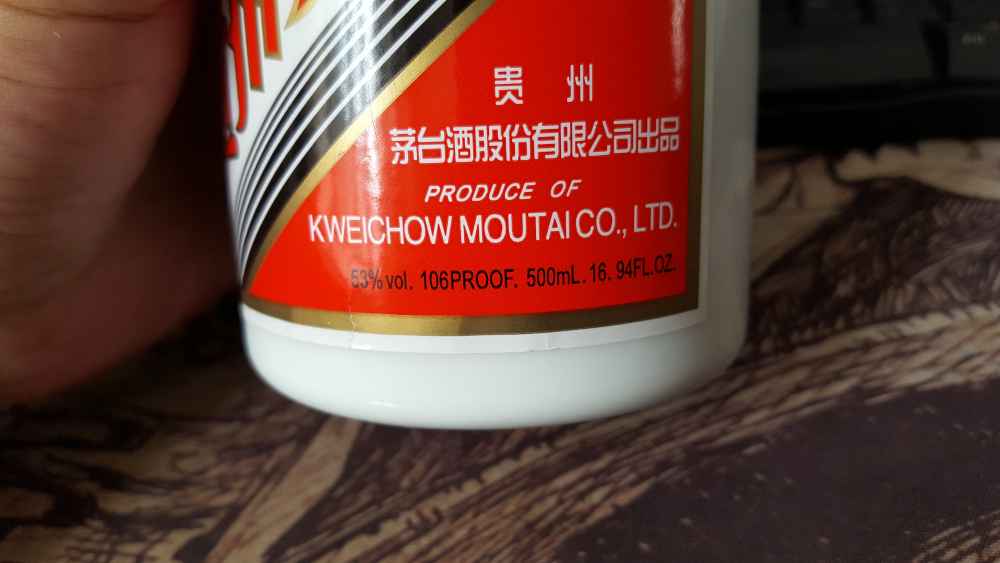 贵州
茅台酒股份有限公司出品
PRODUCE OF
KWEICHOW MOUTAI CO., LTD.
53% vol. 106PROOF. 500mL. 16. 94FL.OZ.